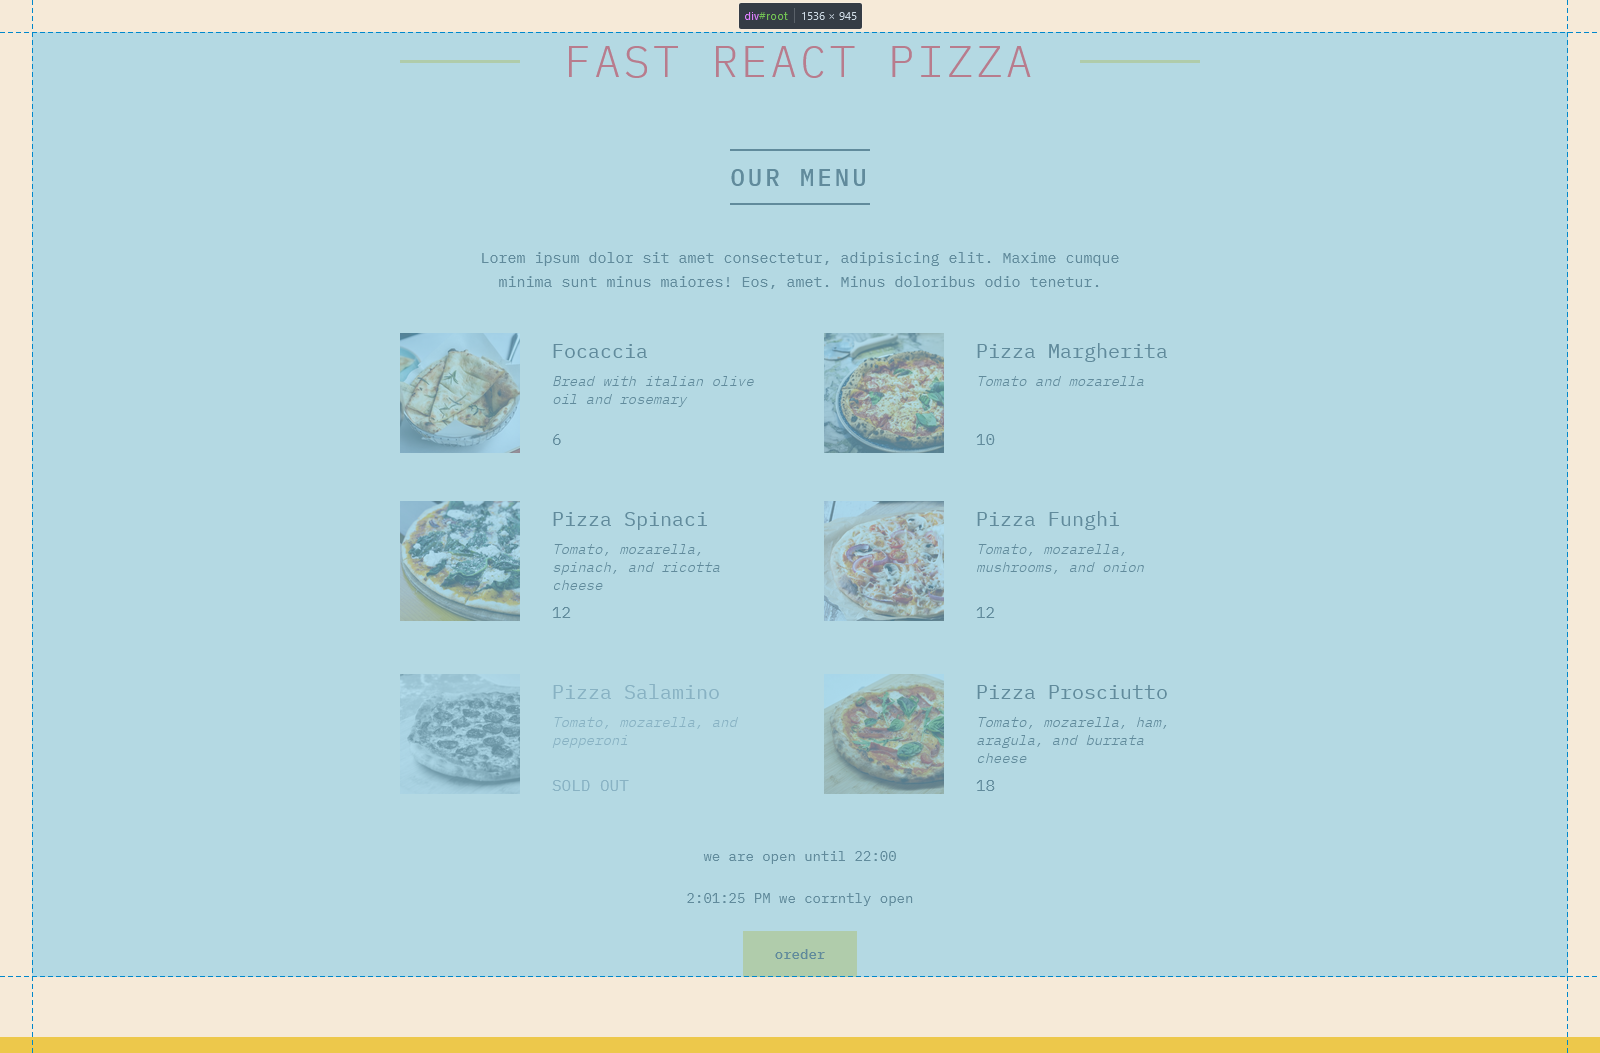 div#root 1536 × 945
FAST REACT PIZZA
OUR MENU
Lorem ipsum dolor sit amet consectetur, adipisicing elit. Maxime cumque
minima sunt minus maiores! Eos, amet. Minus doloribus odio tenetur.
Focaccia
Bread with italian olive
oil and rosemary
6
Pizza Margherita
Tomato and mozarella
10
Pizza Spinaci
Tomato, mozarella,
spinach, and ricotta
cheese
12
Pizza Funghi
Tomato, mozarella,
mushrooms, and onion
12
Pizza Salamino
Tomato, mozarella, and
pepperoni
SOLD OUT
Pizza Prosciutto
Tomato, mozarella, ham,
aragula, and burrata
cheese
18
we are open until 22:00
2:01:25 PM we corrntly open
oreder